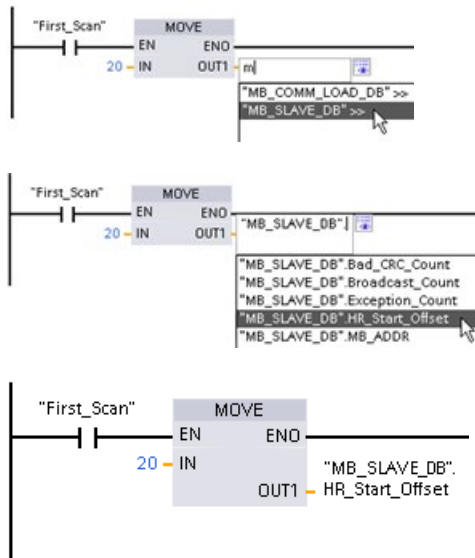 "First_Scan" MOVE
EN ENO
20 IN OUT1 m
"MB_COMM_LOAD_DB" >>
"MB_SLAVE_DB" >>
"First_Scan" MOVE
EN ENO
20 IN OUT1 "MB_SLAVE_DB".
"MB_SLAVE_DB".Bad_CRC_Count
"MB_SLAVE_DB".Broadcast_Count
"MB_SLAVE_DB".Exception_Count
"MB_SLAVE_DB".HR_Start_Offset
"MB_SLAVE_DB".MB_ADDR
"First_Scan" MOVE
EN ENO
20 IN
"MB_SLAVE_DB".
OUT1 HR_Start_Offset